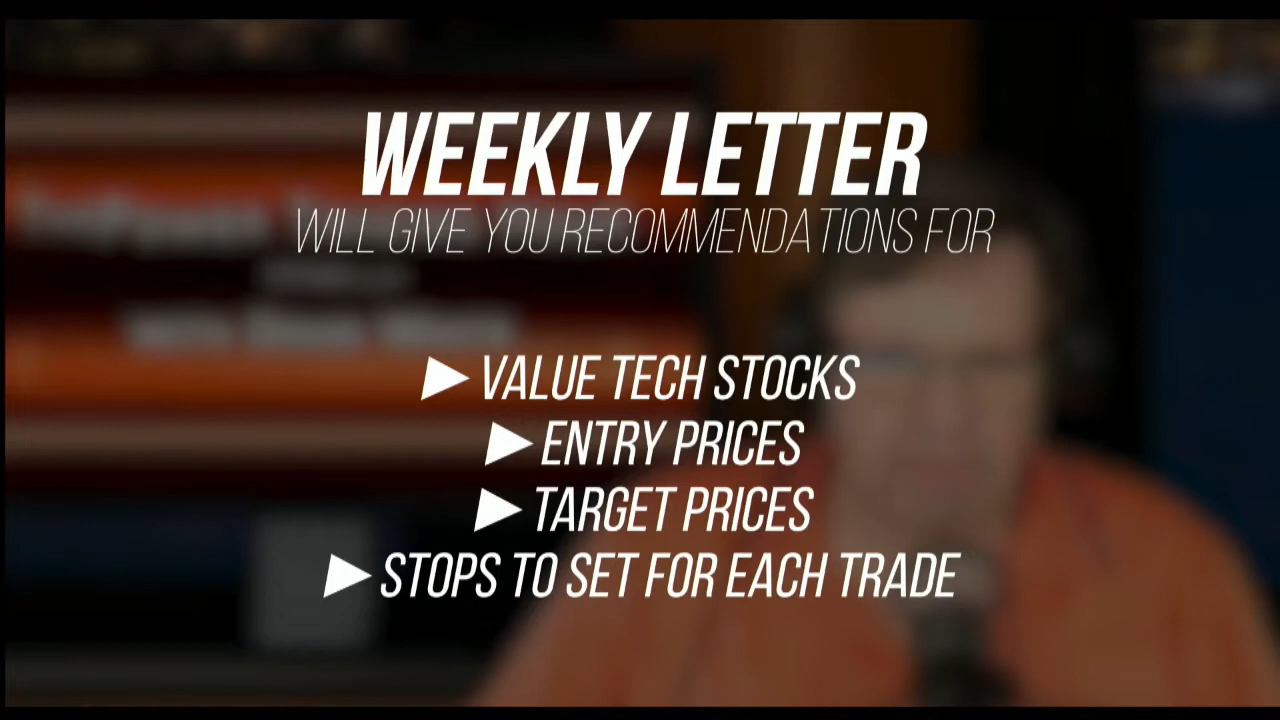 WEEKLY LETTER
WILL GIVE YOU RECOMMENDATIONS FOR
▶ VALUE TECH STOCKS
▶ ENTRY PRICES
▶ TARGET PRICES
▶ STOPS TO SET FOR EACH TRADE